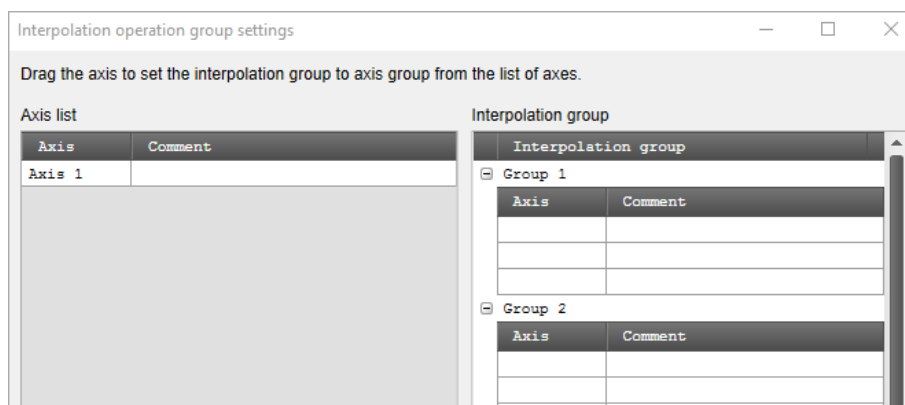 Interpolation operation group settings
Drag the axis to set the interpolation group to axis group from the list of axes.
Axis list
Interpolation group
Axis Comment
Axis 1
Interpolation group
Group 1
Axis Comment
Group 2
Axis Comment